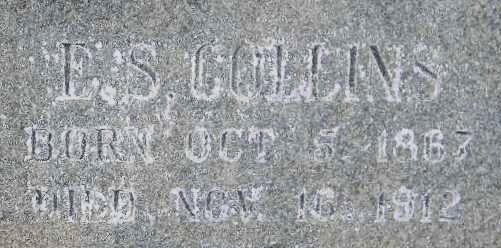 E. S. COLLINS
BORN OCT 5, 1867
DIED. NOV. 16. 1912